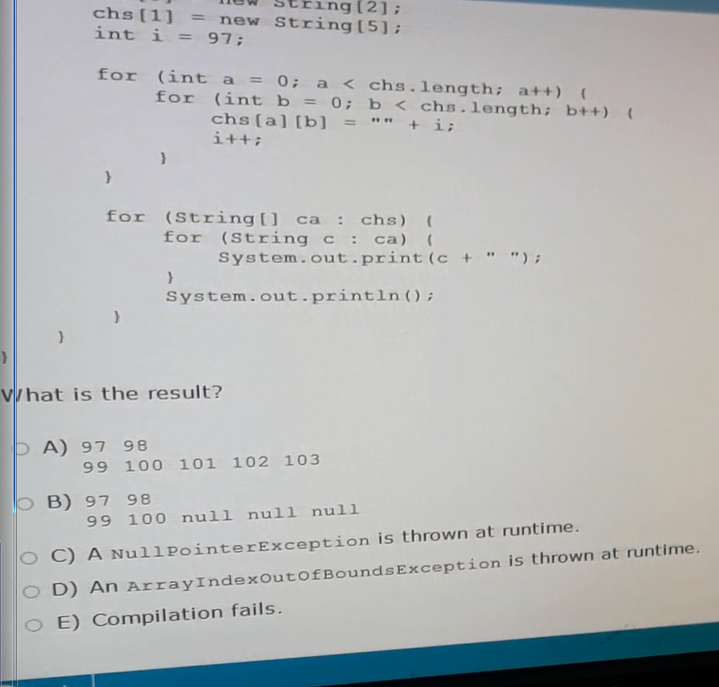 new String[2];
chs[1] = new String[5];
int i = 97;
for (int a = 0; a < chs.length; a++) {
for (int b = 0; b < chs.length; b++) {
chs[a][b] = "" + i;
i++;
}
}
for (String[] ca : chs) {
for (String c : ca) {
System.out.print(c + " ");
}
System.out.println();
}
}
}
What is the result?
A) 97 98
99 100 101 102 103
B) 97 98
99 100 null null null
C) A NullPointerException is thrown at runtime.
D) An ArrayIndexOutOfBoundsException is thrown at runtime.
E) Compilation fails.